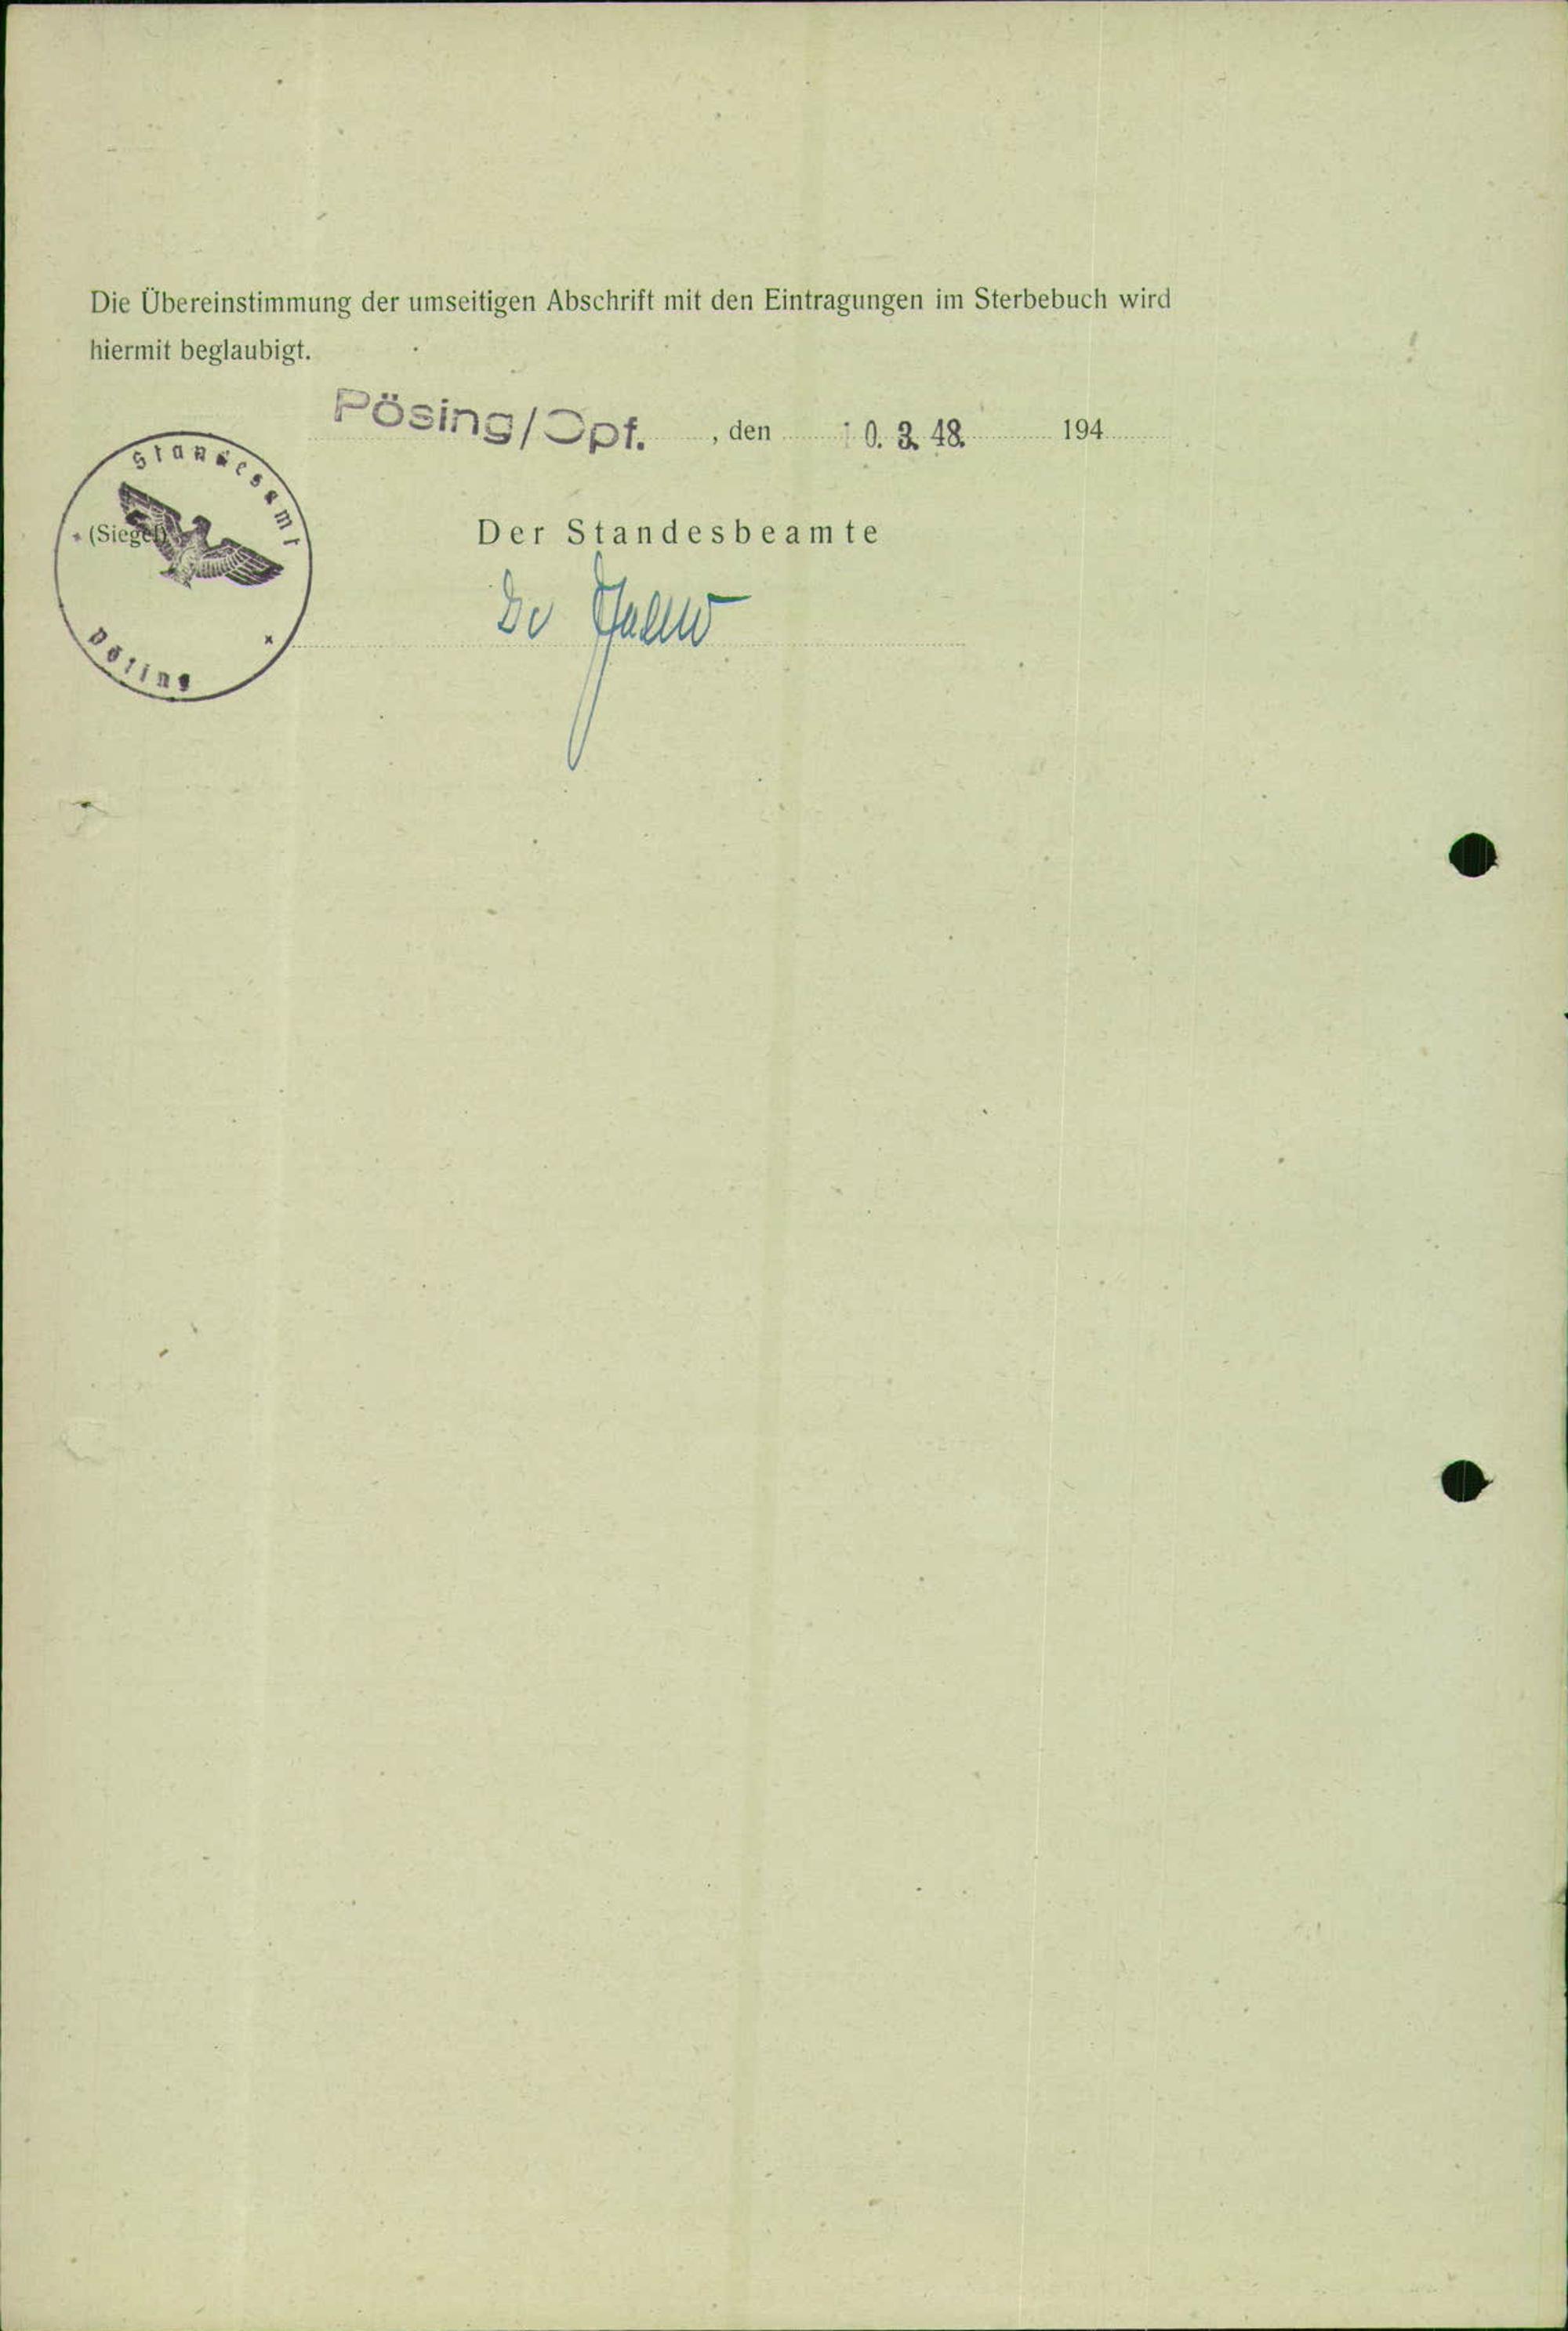 Die Übereinstimmung der umseitigen Abschrift mit den Eintragungen im Sterbebuch wird
hiermit beglaubigt.
Pösing/Opf. , den 10. 3. 48. 194
Standesamt
(Siegel)
Pösing
Der Standesbeamte